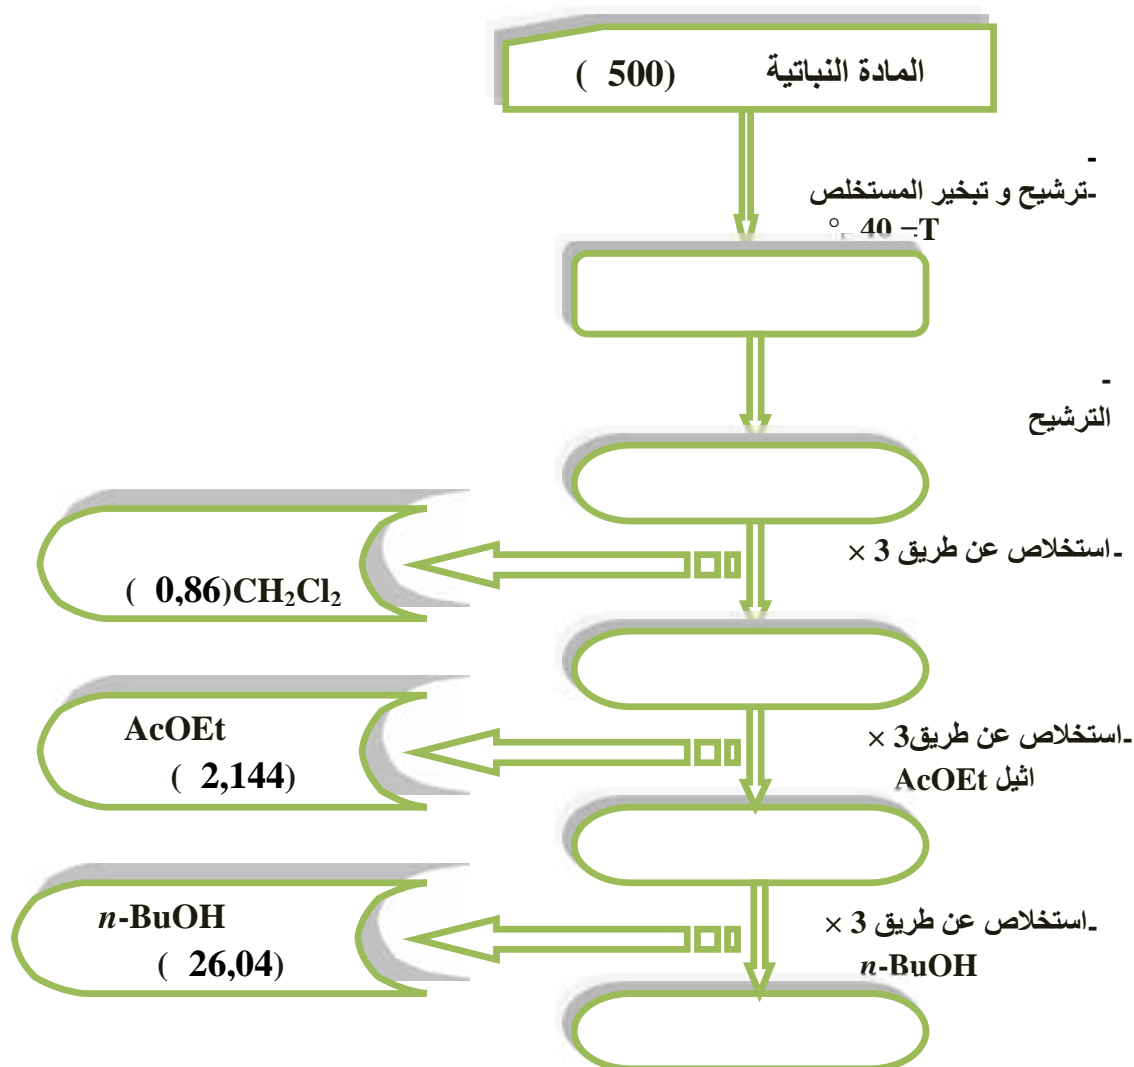 المادة النباتية (500 )
-
-ترشيح و تبخير المستخلص
T= 40 °
-
الترشيح
- استخلاص عن طريق 3 ×
CH₂Cl₂(0,86 )
-استخلاص عن طريق3 ×
اثيل AcOEt
AcOEt
(2,144 )
-استخلاص عن طريق 3 ×
n-BuOH
n-BuOH
(26,04 )